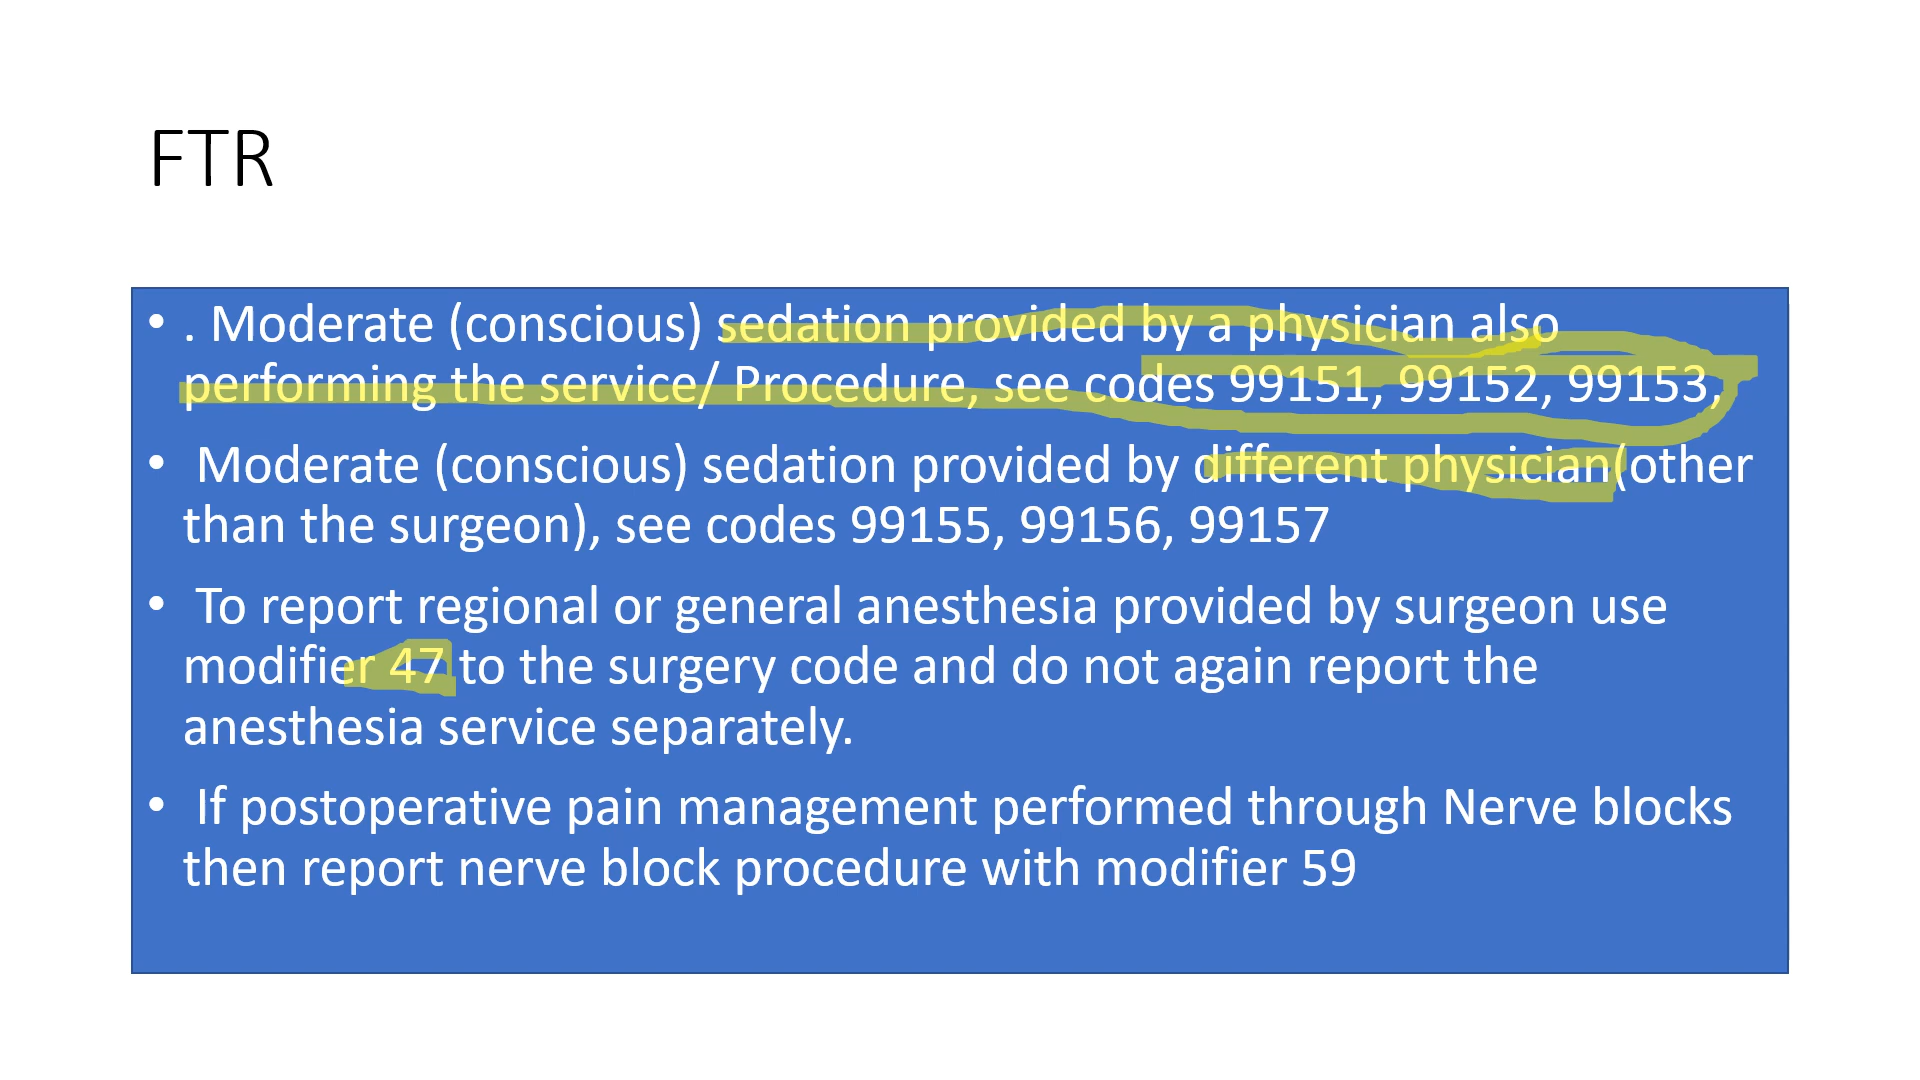 FTR
• . Moderate (conscious) sedation provided by a physician also
performing the service/ Procedure, see codes 99151, 99152, 99153,
• Moderate (conscious) sedation provided by different physician(other
than the surgeon), see codes 99155, 99156, 99157
• To report regional or general anesthesia provided by surgeon use
modifier 47 to the surgery code and do not again report the
anesthesia service separately.
• If postoperative pain management performed through Nerve blocks
then report nerve block procedure with modifier 59